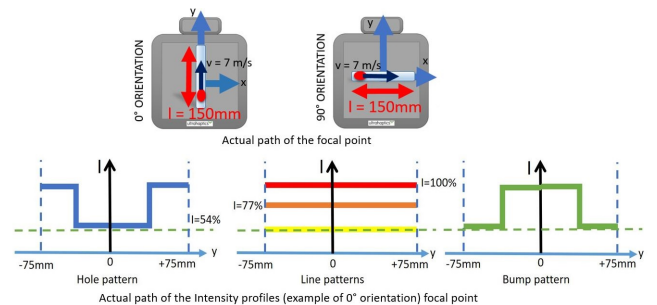 0° ORIENTATION
y
v = 7 m/s
x
l = 150mm
ultrahaptics
90° ORIENTATION
y
v = 7 m/s
x
l = 150mm
ultrahaptics
Actual path of the focal point
I
I=54%
-75mm
0
+75mm
y
Hole pattern
I
I=100%
I=77%
-75mm
0
+75mm
y
Line patterns
I
-75mm
0
+75mm
y
Bump pattern
Actual path of the Intensity profiles (example of 0° orientation) focal point